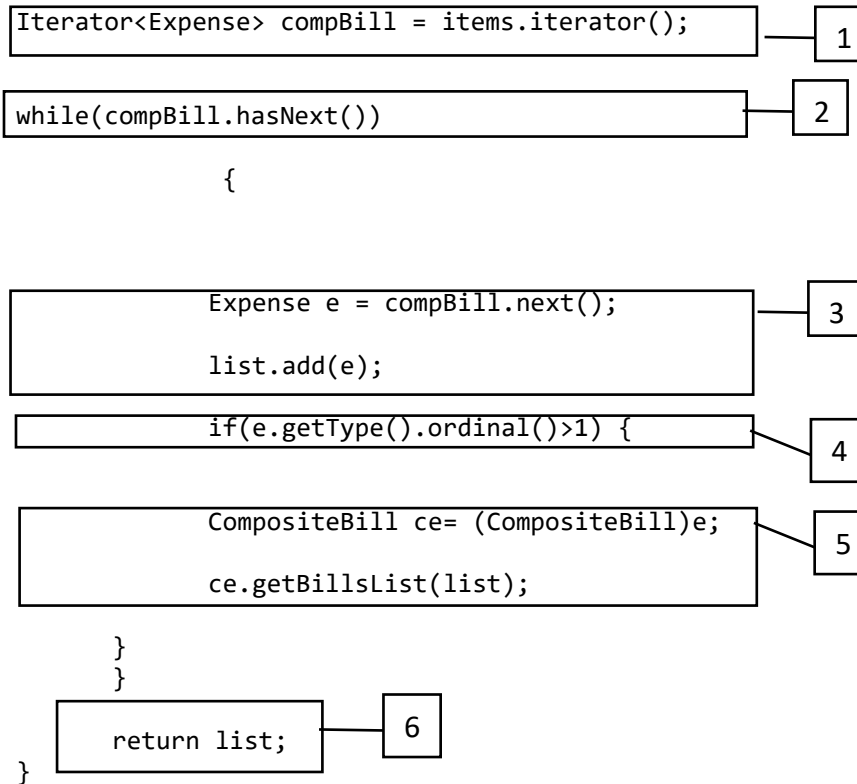 Iterator<Expense> compBill = items.iterator();
1
while(compBill.hasNext())
2
{
Expense e = compBill.next();
3
list.add(e);
if(e.getType().ordinal()>1) {
4
CompositeBill ce= (CompositeBill)e;
5
ce.getBillsList(list);
}
}
return list;
6
}